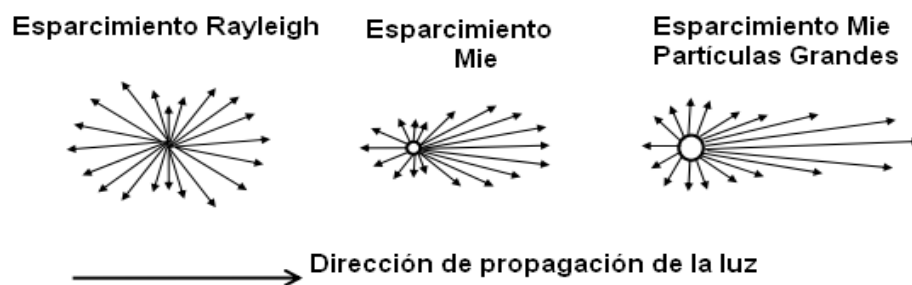 Esparcimiento Rayleigh
Esparcimiento
Mie
Esparcimiento Mie
Partículas Grandes
Dirección de propagación de la luz